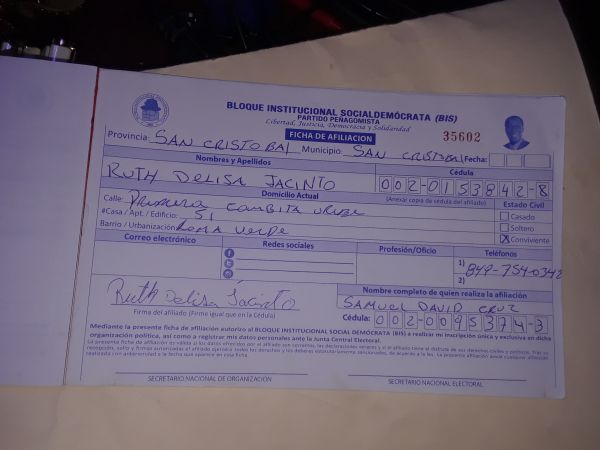 BLOQUE INSTITUCIONAL SOCIALDEMÓCRATA (BIS)
PARTIDO PEÑAGOMISTA
Libertad, Justicia, Democracia y Solidaridad
FICHA DE AFILIACION
35602
Provincia: SAN CRISTOBAl Municipio: SAN CRISTOBAl Fecha:
Nombres y Apellidos Cédula
RUTH DELISA JACINTO 002-0153842-8
Domicilio Actual (Anexar copia de cédula del afiliado) Estado Civil
Calle: Primera Cambita Uribe Casado
#Casa / Apt. / Edificio: 51 Soltero
Barrio / Urbanización: Loma Verde X Conviviente
Correo electrónico Redes sociales Profesión/Oficio Teléfonos
1) 849-754-0342
2)
Ruth Delisa Jacinto
Firma del afiliado (Firme igual que en la Cédula)
Nombre completo de quien realiza la afiliación
SAMUEL DAVID CRUZ
Cédula: 002-0095374-3
Mediante la presente ficha de afiliación autorizo al BLOQUE INSTITUCIONAL SOCIAL DEMÓCRATA (BIS) a realizar mi inscripción única y exclusiva en dicha
organización política, así como a registrar mis datos personales ante la Junta Central Electoral.
SECRETARIO NACIONAL DE ORGANIZACIÓN SECRETARIO NACIONAL ELECTORAL